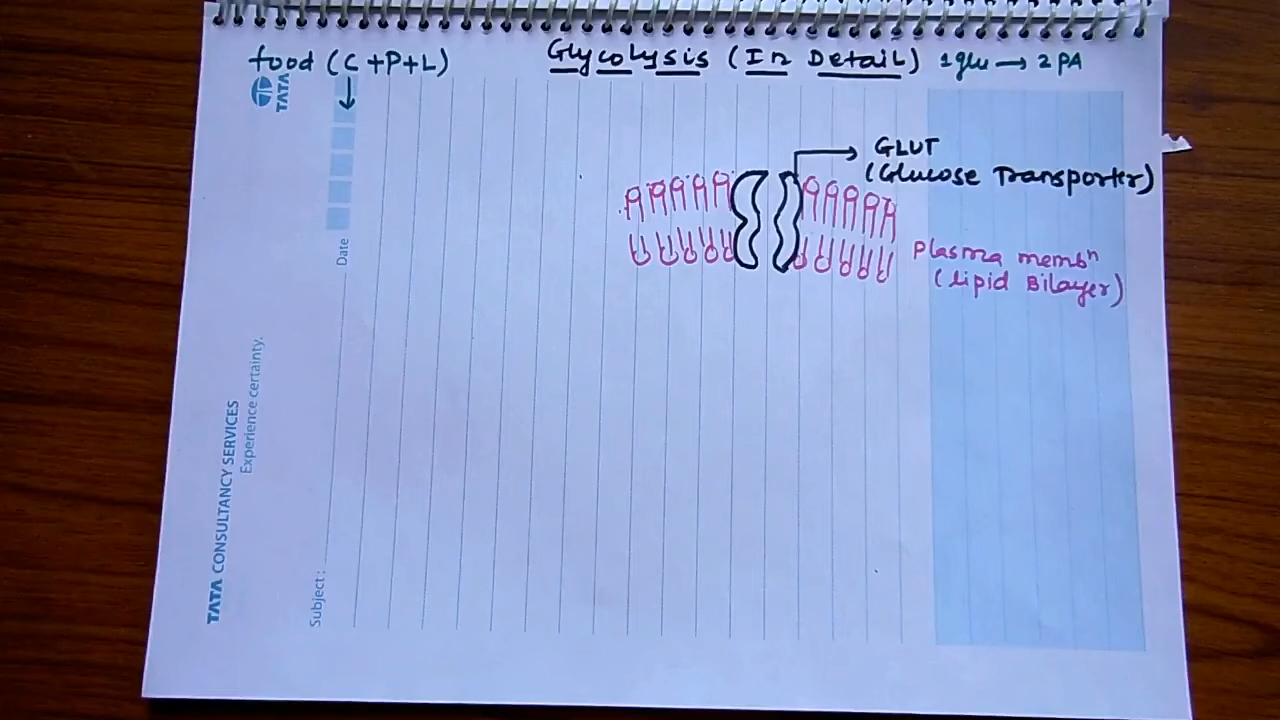 food (C+P+L)
Glycolysis (In Detail) 1glu → 2PA
GLUT
(Glucose Transporter)
Plasma membⁿ
(Lipid Bilayer)
TATA
Date
Subject :
TATA CONSULTANCY SERVICES
Experience certainty.